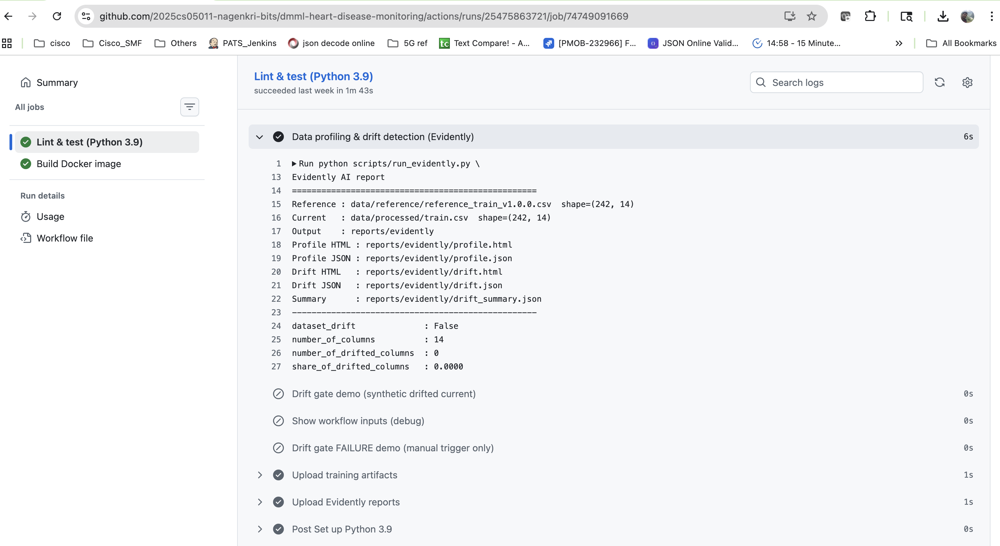 github.com/2025cs05011-nagenkri-bits/dmml-heart-disease-monitoring/actions/runs/25475863721/job/74749091669
cisco Cisco_SMF Others PATS_Jenkins json decode online 5G ref tc Text Compare! - A... [PMOB-232966] F... JSON Online Valid... 14:58 - 15 Minute... » All Bookmarks
Summary
All jobs
Lint & test (Python 3.9)
Build Docker image
Run details
Usage
Workflow file
Lint & test (Python 3.9)
succeeded last week in 1m 43s
Search logs
Data profiling & drift detection (Evidently) 6s
1 ▶Run python scripts/run_evidently.py \
13 Evidently AI report
14 ==================================================
15 Reference : data/reference/reference_train_v1.0.0.csv  shape=(242, 14)
16 Current   : data/processed/train.csv  shape=(242, 14)
17 Output    : reports/evidently
18 Profile HTML : reports/evidently/profile.html
19 Profile JSON : reports/evidently/profile.json
20 Drift HTML   : reports/evidently/drift.html
21 Drift JSON   : reports/evidently/drift.json
22 Summary      : reports/evidently/drift_summary.json
23 --------------------------------------------------
24 dataset_drift              : False
25 number_of_columns          : 14
26 number_of_drifted_columns  : 0
27 share_of_drifted_columns   : 0.0000
Drift gate demo (synthetic drifted current) 0s
Show workflow inputs (debug) 0s
Drift gate FAILURE demo (manual trigger only) 0s
Upload training artifacts 1s
Upload Evidently reports 1s
Post Set up Python 3.9 0s